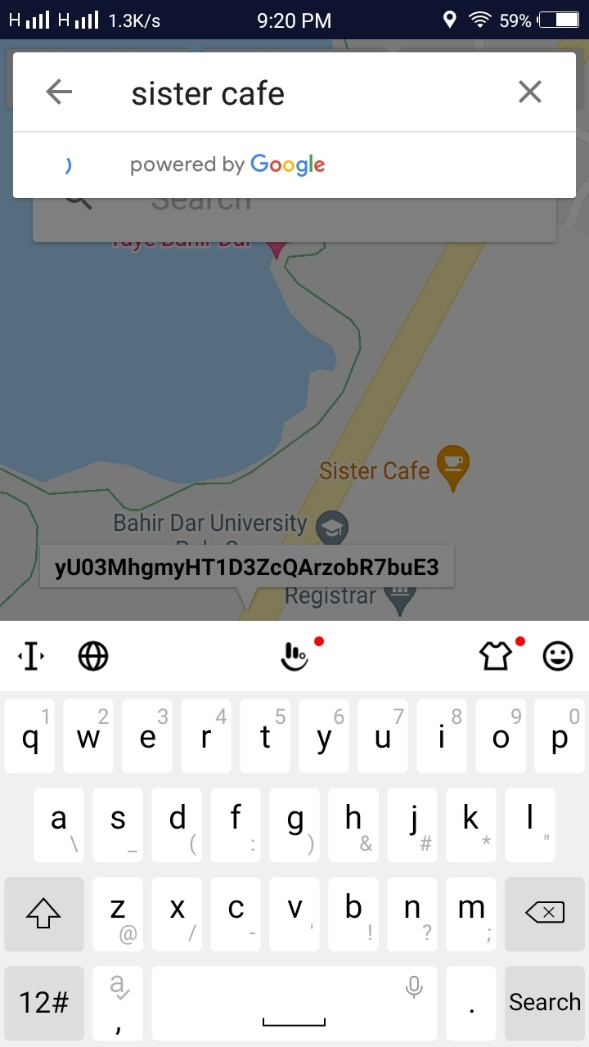 H H 1.3K/s 9:20 PM 59%
sister cafe
powered by Google
Search
Taye Bahir Dar
Sister Cafe
Bahir Dar University
yU03MhgmyHT1D3ZcQArzobR7buE3
Registrar
q 1 w 2 e 3 r 4 t 5 y 6 u 7 i 8 o 9 p 0
a \ s _ d ( f : g ) h & j # k * l "
z @ x / c - v ' b ! n ? m ;
12# a , . Search